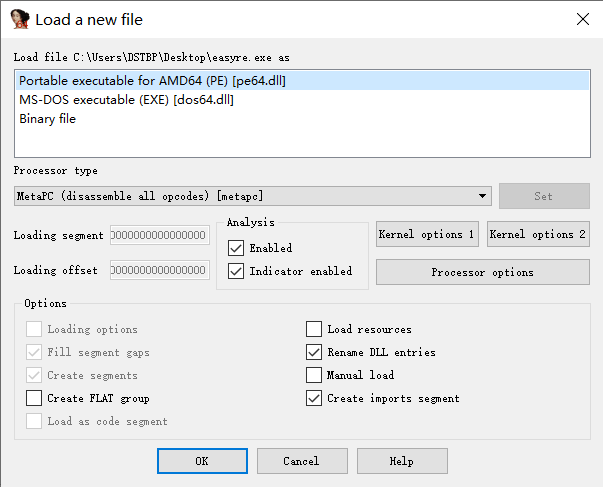 Load a new file
Load file C:\Users\DSTBP\Desktop\easyre.exe as
Portable executable for AMD64 (PE) [pe64.dll]
MS-DOS executable (EXE) [dos64.dll]
Binary file
Processor type
MetaPC (disassemble all opcodes) [metapc]
Set
Analysis
Loading segment
Enabled
Kernel options 1
Kernel options 2
Loading offset
Indicator enabled
Processor options
Options
Loading options
Load resources
Fill segment gaps
Rename DLL entries
Create segments
Manual load
Create FLAT group
Create imports segment
Load as code segment
OK
Cancel
Help